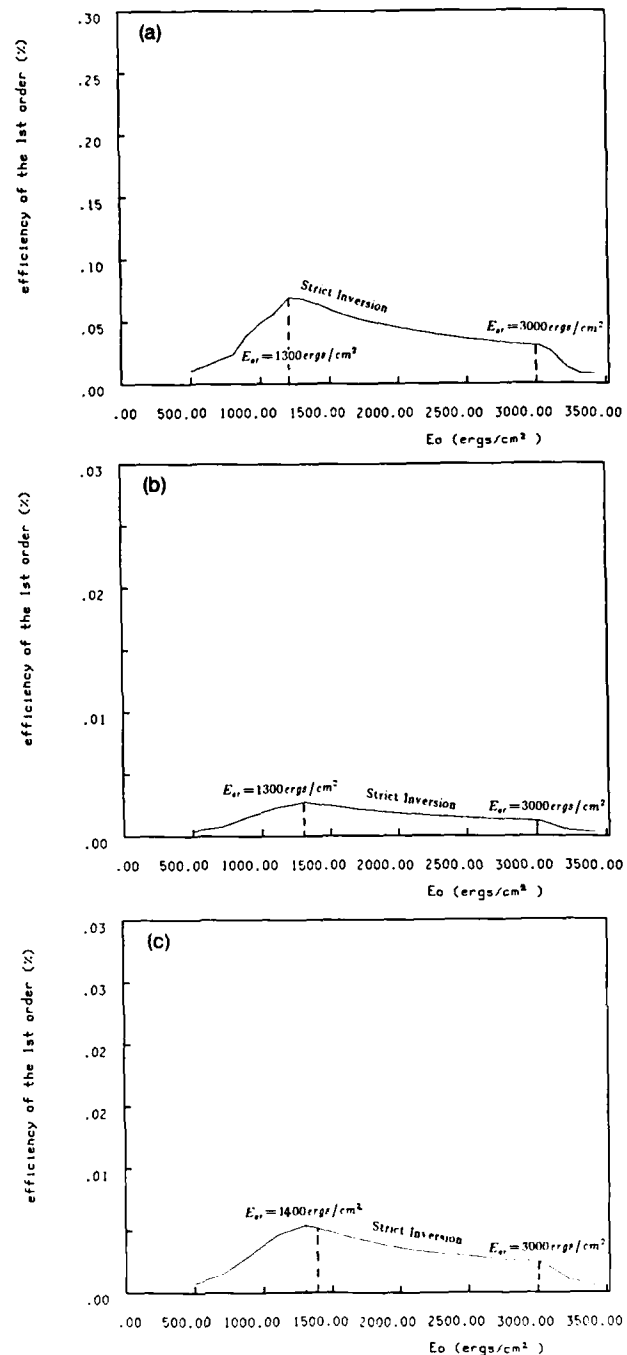 (a)
efficiency of the 1st order (%)
.30
.25
.20
.15
.10
.05
.00
Strict Inversion
E_er = 1300 ergs/cm²
E_er = 3000 ergs/cm²
.00 500.00 1000.00 1500.00 2000.00 2500.00 3000.00 3500.00
Eo (ergs/cm²)
(b)
efficiency of the 1st order (%)
.03
.02
.01
.00
E_er = 1300 ergs/cm²
Strict Inversion
E_er = 3000 ergs/cm²
.00 500.00 1000.00 1500.00 2000.00 2500.00 3000.00 3500.00
Eo (ergs/cm²)
(c)
efficiency of the 1st order (%)
.03
.03
.02
.02
.01
.00
E_er = 1400 ergs/cm²
Strict Inversion
E_er = 3000 ergs/cm²
.00 500.00 1000.00 1500.00 2000.00 2500.00 3000.00 3500.00
Eo (ergs/cm²)